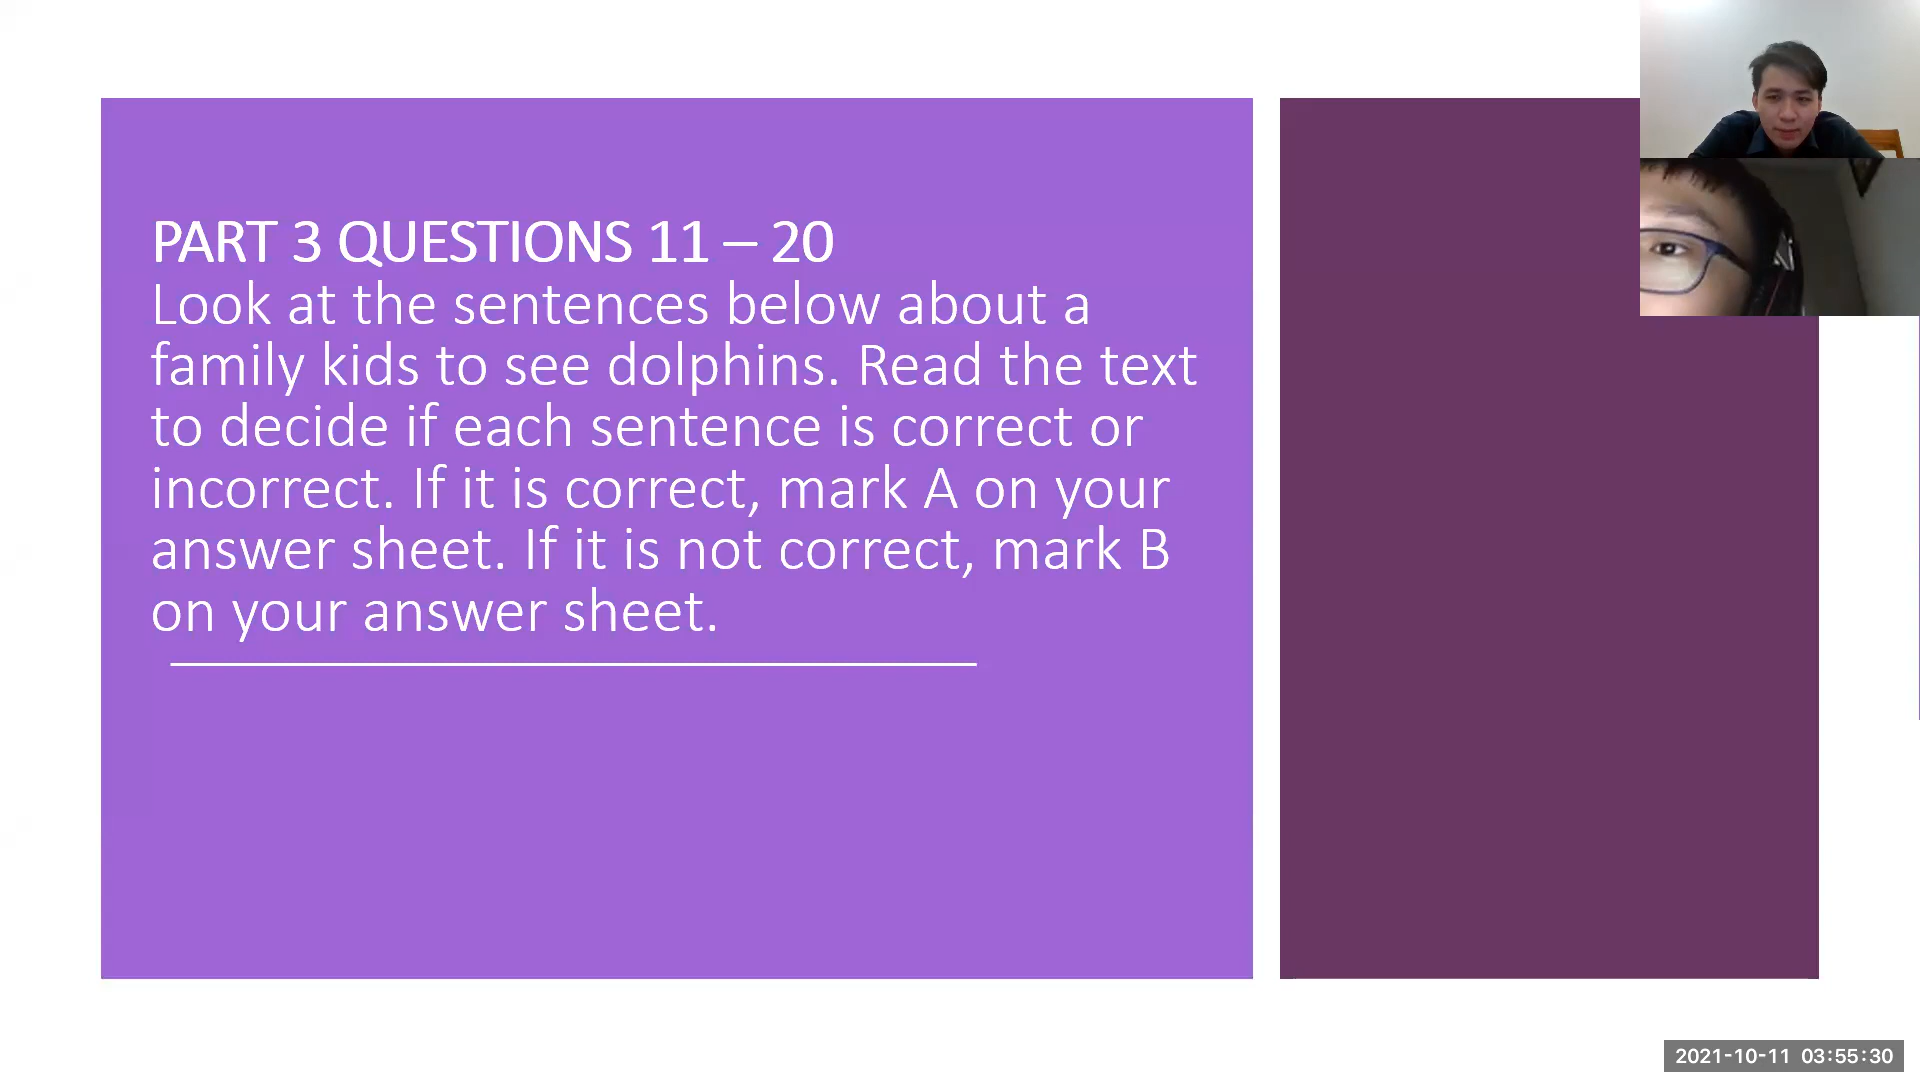 PART 3 QUESTIONS 11 – 20
Look at the sentences below about a
family kids to see dolphins. Read the text
to decide if each sentence is correct or
incorrect. If it is correct, mark A on your
answer sheet. If it is not correct, mark B
on your answer sheet.
2021-10-11 03:55:30